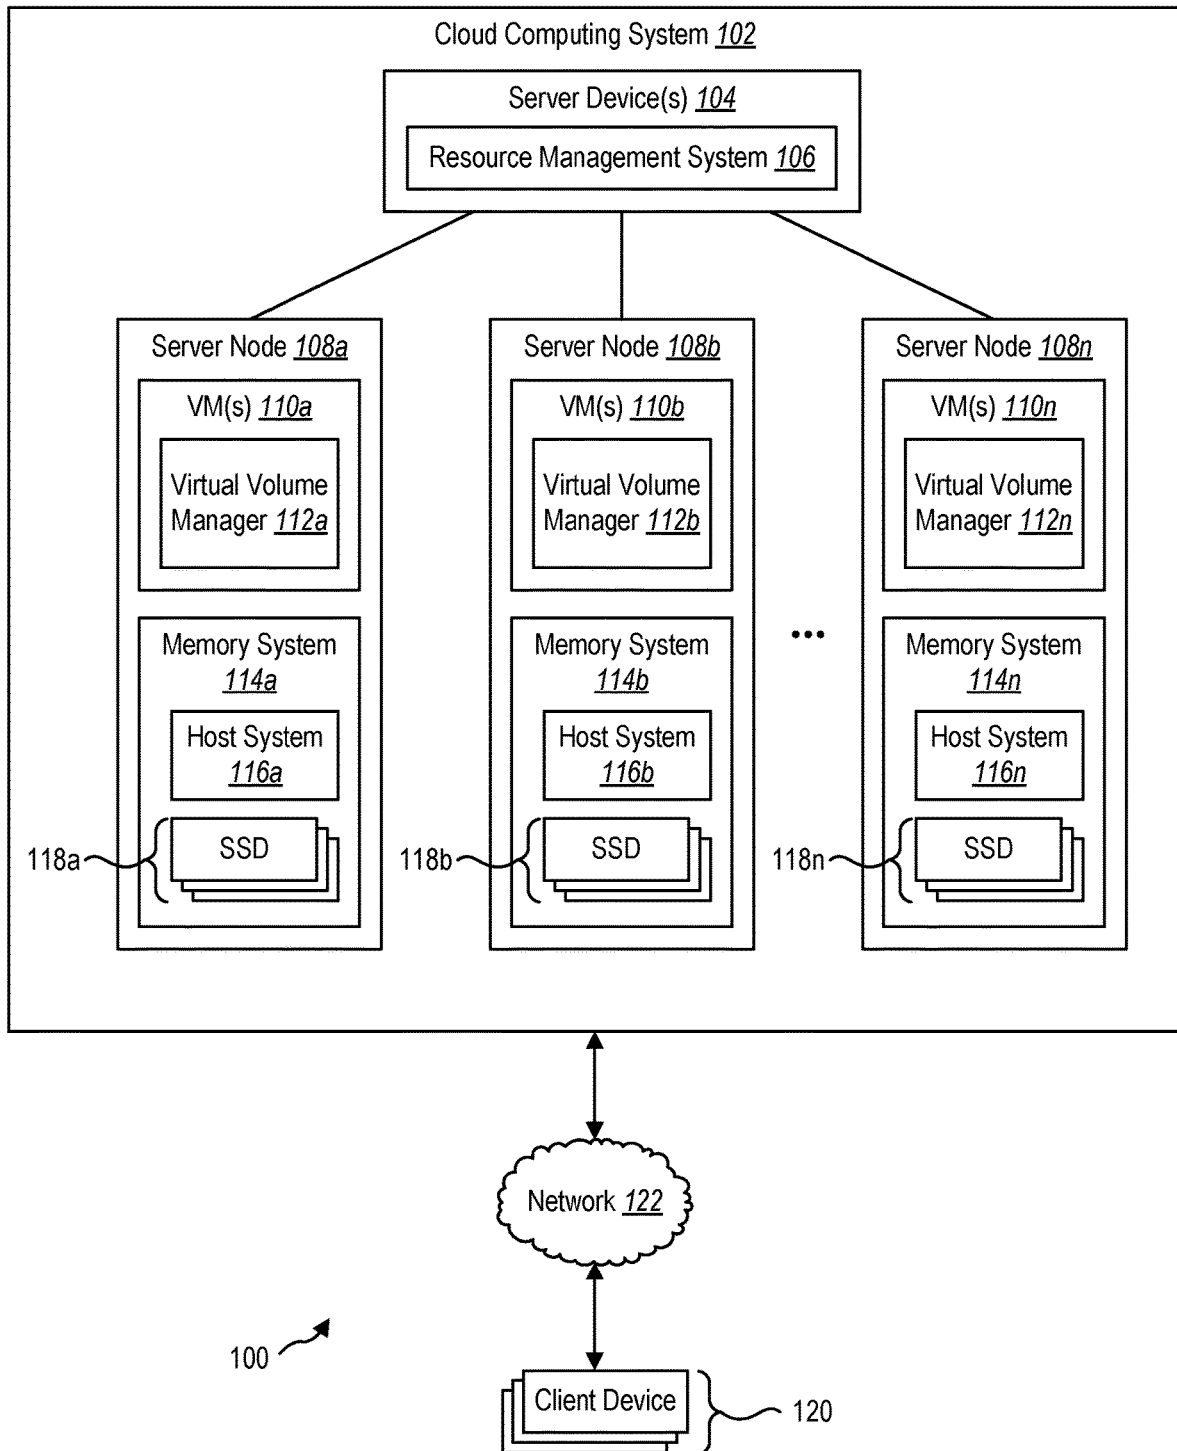 Cloud Computing System 102
Server Device(s) 104
Resource Management System 106
Server Node 108a
VM(s) 110a
Virtual Volume
Manager 112a
Memory System
114a
Host System
116a
118a
SSD
Server Node 108b
VM(s) 110b
Virtual Volume
Manager 112b
Memory System
114b
Host System
116b
118b
SSD
...
Server Node 108n
VM(s) 110n
Virtual Volume
Manager 112n
Memory System
114n
Host System
116n
118n
SSD
Network 122
100
Client Device
120